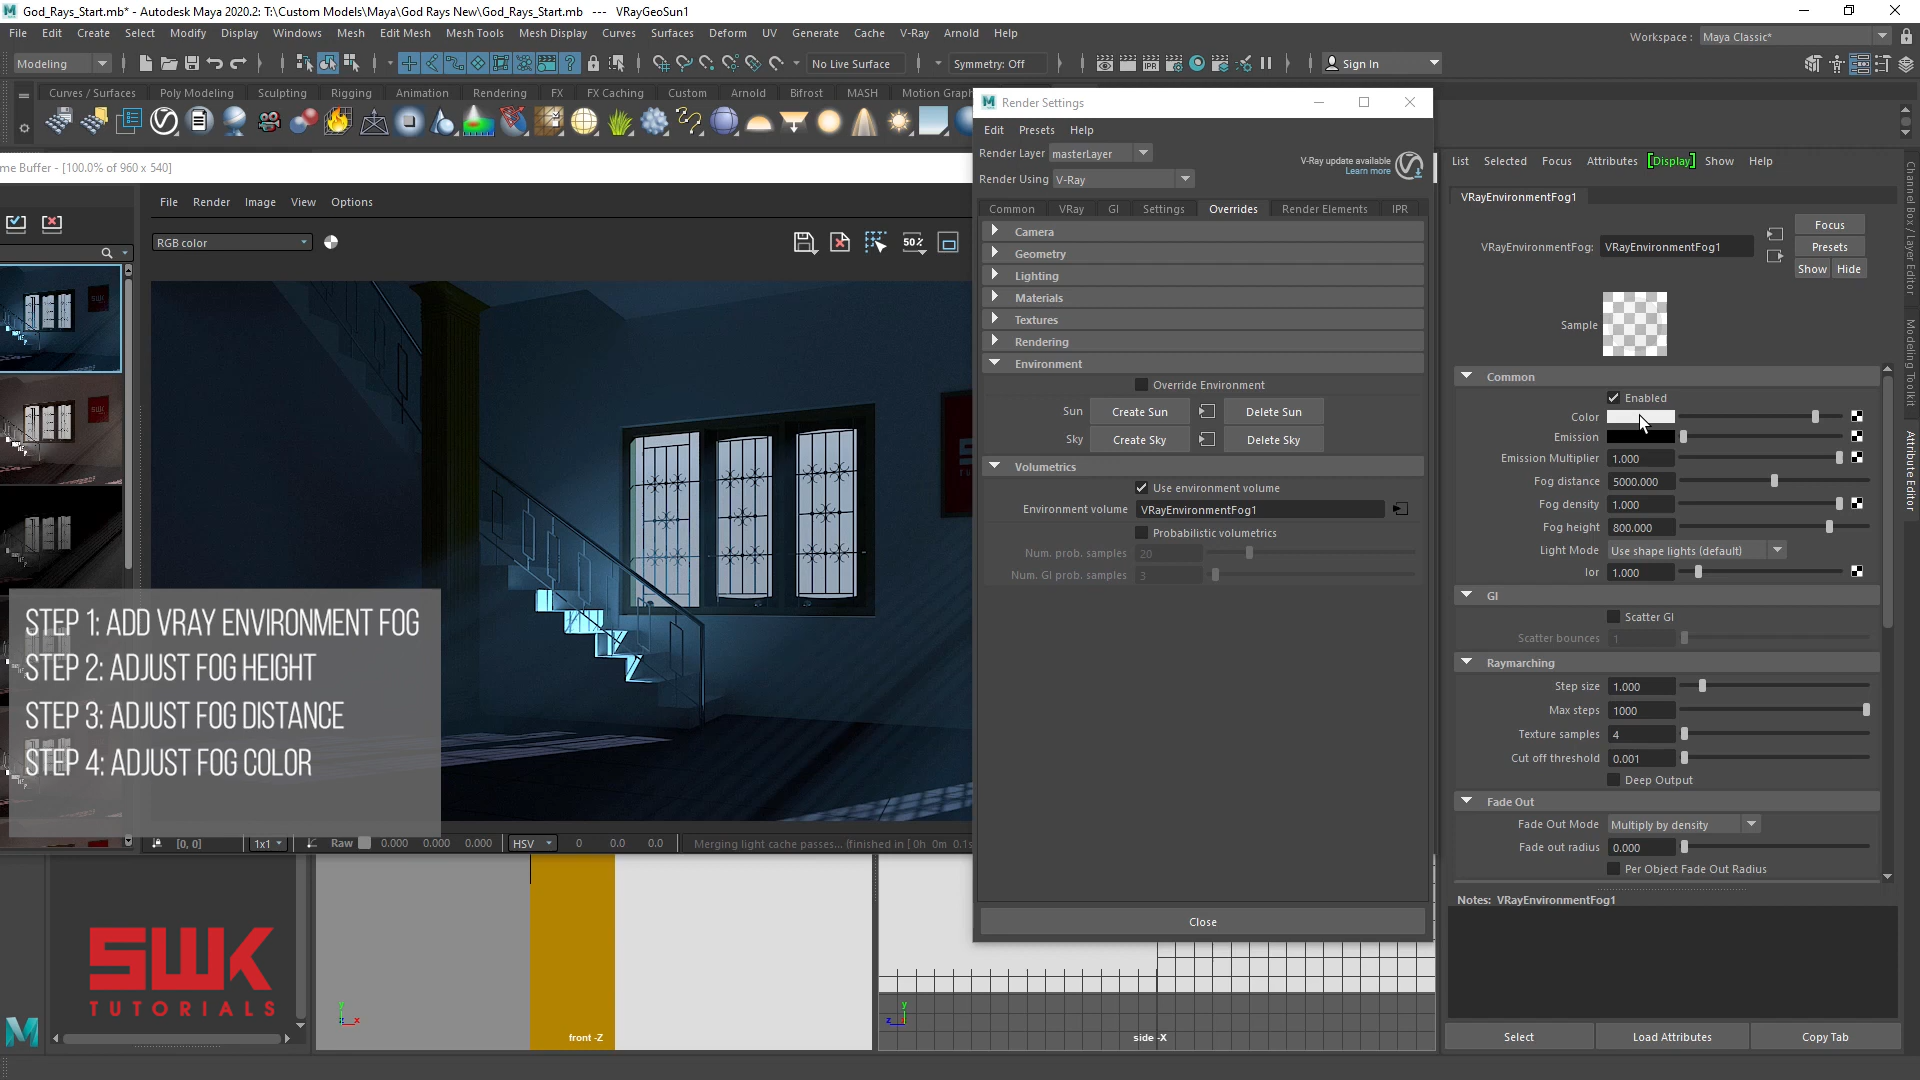 God_Rays_Start.mb* - Autodesk Maya 2020.2: T:\Custom Models\Maya\God Rays New\God_Rays_Start.mb --- VRayGeoSun1
File Edit Create Select Modify Display Windows Mesh Edit Mesh Mesh Tools Mesh Display Curves Surfaces Deform UV Generate Cache V-Ray Arnold Help
Workspace : Maya Classic*
Modeling
No Live Surface
Symmetry: Off
Sign In
Curves / Surfaces Poly Modeling Sculpting Rigging Animation Rendering FX FX Caching Custom Arnold Bifrost MASH
me Buffer - [100.0% of 960 x 540]
File Render Image View Options
RGB color
50%
Render Settings
Edit Presets Help
Render Layer masterLayer
Render Using V-Ray
V-Ray update available
Learn more
Common VRay GI Settings Overrides Render Elements IPR
Camera
Geometry
Lighting
Materials
Textures
Rendering
Environment
Override Environment
Sun Create Sun Delete Sun
Sky Create Sky Delete Sky
Volumetrics
Use environment volume
Environment volume VRayEnvironmentFog1
Probabilistic volumetrics
Num. prob. samples 20
Num. GI prob. samples 3
Close
List Selected Focus Attributes Display Show Help
VRayEnvironmentFog1
VRayEnvironmentFog: VRayEnvironmentFog1
Focus
Presets
Show Hide
Sample
Common
Enabled
Color
Emission
Emission Multiplier 1.000
Fog distance 5000.000
Fog density 1.000
Fog height 800.000
Light Mode Use shape lights (default)
Ior 1.000
GI
Scatter GI
Scatter bounces 1
Raymarching
Step size 1.000
Max steps 1000
Texture samples 4
Cut off threshold 0.001
Deep Output
Fade Out
Fade Out Mode Multiply by density
Fade out radius 0.000
Per Object Fade Out Radius
Notes: VRayEnvironmentFog1
Select Load Attributes Copy Tab
Channel Box / Layer Editor
Modeling Toolkit
Attribute Editor
STEP 1: ADD VRAY ENVIRONMENT FOG
STEP 2: ADJUST FOG HEIGHT
STEP 3: ADJUST FOG DISTANCE
STEP 4: ADJUST FOG COLOR
[0, 0] 1x1 Raw 0.000 0.000 0.000 HSV 0 0.0 0.0 Merging light cache passes... (finished in [ 0h 0m 0.1s
SWK
TUTORIALS
front -Z
side -X